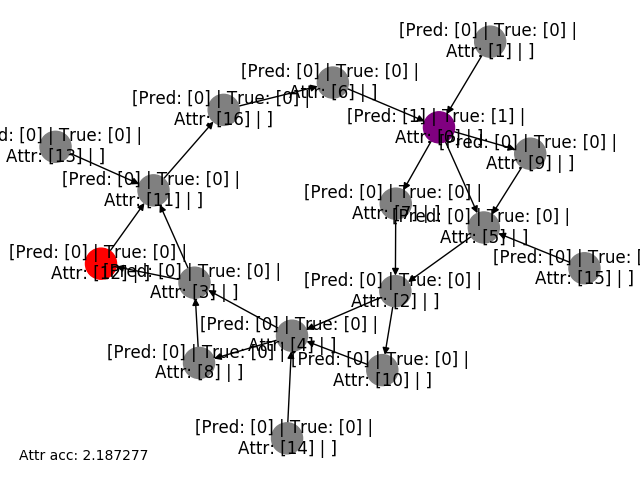 [Pred: [0] | True: [0] |
Attr: [1] | ]
[Pred: [0] | True: [0] |
Attr: [6] | ]
[Pred: [0] | True: [0] |
Attr: [16] | ]
[Pred: [1] | True: [1] |
Attr: | ]
d: [0] | True: [0] |
Attr: [13] | ]
[Pred: [0] | True: [0] |
Attr: [9] | ]
[Pred: [0] | True: [0] |
Attr: [11] | ]
[Pred: [0] | True: [0] |
Attr: [7] | ]
[Pred: [0] | True: [0] |
Attr: [5] | ]
[Pred: [0] | True: [0] |
Attr: [12] | ]
[Pred: [0] | True: [0] |
Attr: [15] | ]
[Pred: [0] | True: [0] |
Attr: [3] | ]
[Pred: [0] | True: [0] |
Attr: [2] | ]
[Pred: [0] | True: [0] |
Attr: [4] | ]
[Pred: [0] | True: [0] |
Attr: [8] | ]
[Pred: [0] | True: [0] |
Attr: [10] | ]
[Pred: [0] | True: [0] |
Attr: [14] | ]
Attr acc: 2.187277